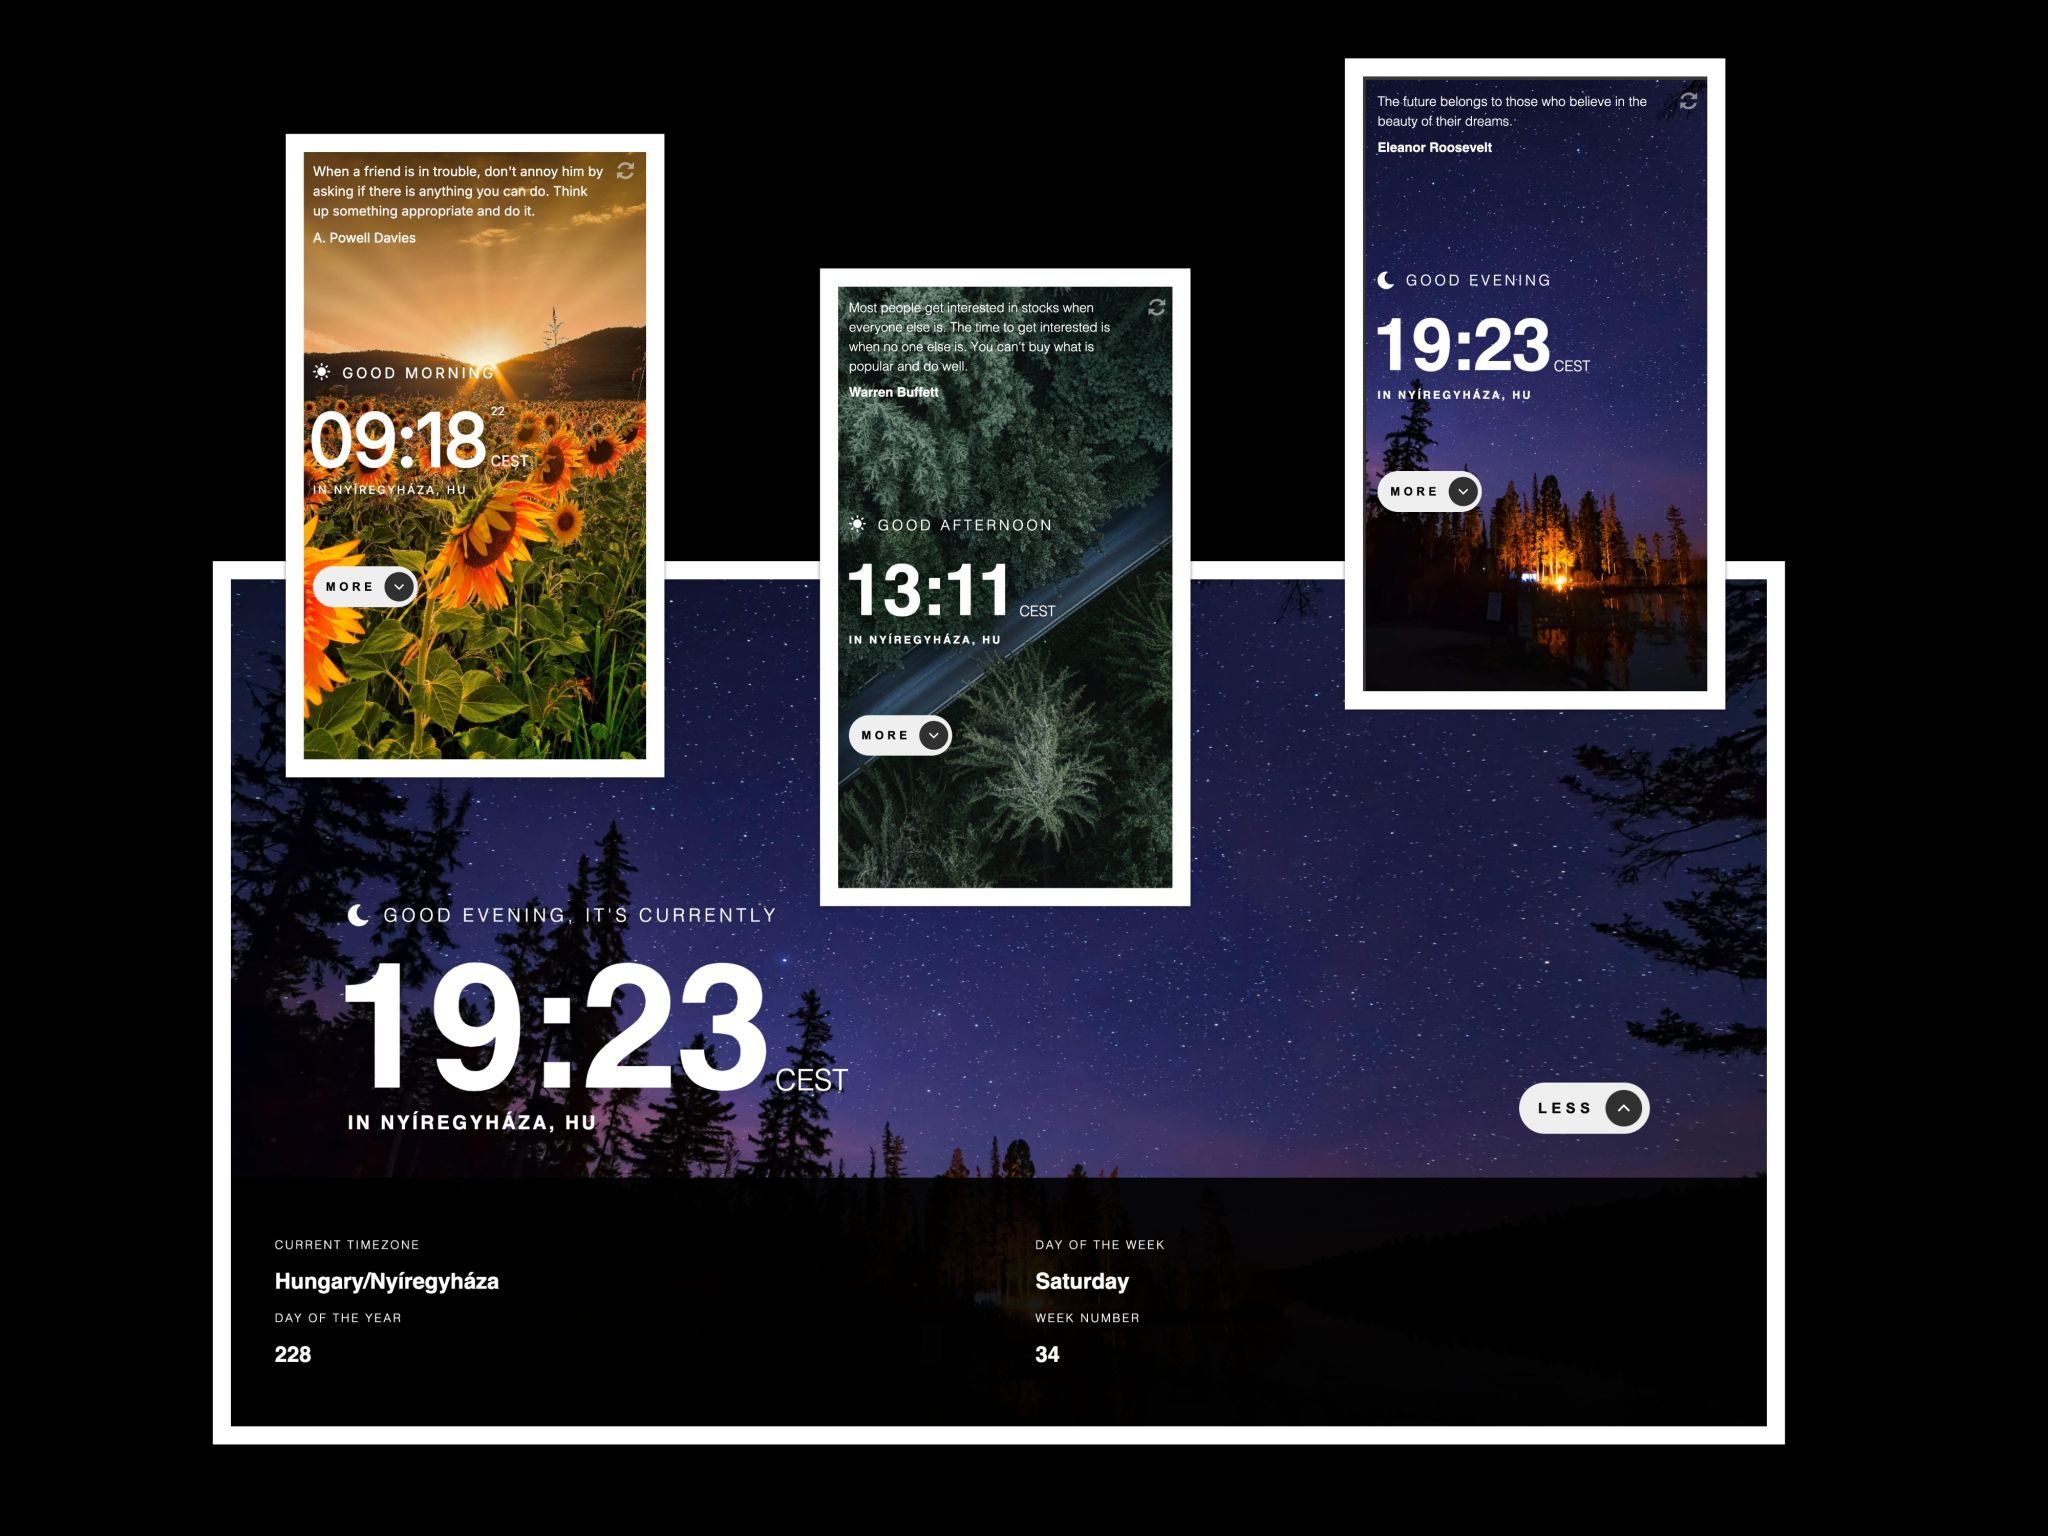 When a friend is in trouble, don't annoy him by
asking if there is anything you can do. Think
up something appropriate and do it.
A. Powell Davies
GOOD MORNING
09:18 22 CEST
IN NYÍREGYHÁZA, HU
MORE
Most people get interested in stocks when
everyone else is. The time to get interested is
when no one else is. You can't buy what is
popular and do well.
Warren Buffett
GOOD AFTERNOON
13:11 CEST
IN NYÍREGYHÁZA, HU
MORE
The future belongs to those who believe in the
beauty of their dreams.
Eleanor Roosevelt
GOOD EVENING
19:23 CEST
IN NYÍREGYHÁZA, HU
MORE
GOOD EVENING, IT'S CURRENTLY
19:23 CEST
IN NYÍREGYHÁZA, HU
LESS
CURRENT TIMEZONE
Hungary/Nyíregyháza
DAY OF THE YEAR
228
DAY OF THE WEEK
Saturday
WEEK NUMBER
34